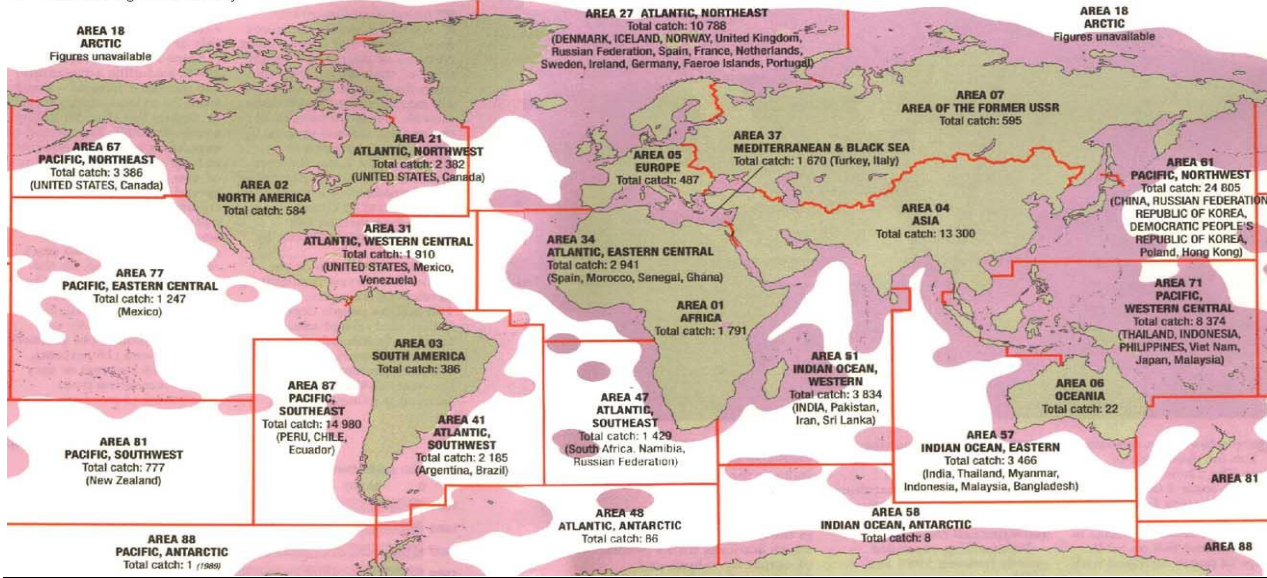 AREA 18
ARCTIC
Figures unavailable
AREA 27 ATLANTIC, NORTHEAST
Total catch: 10 788
(DENMARK, ICELAND, NORWAY, United Kingdom,
Russian Federation, Spain, France, Netherlands,
Sweden, Ireland, Germany, Faeroe Islands, Portugal)
AREA 18
ARCTIC
Figures unavailable
AREA 67
PACIFIC, NORTHEAST
Total catch: 3 386
(UNITED STATES, Canada)
AREA 02
NORTH AMERICA
Total catch: 584
AREA 21
ATLANTIC, NORTHWEST
Total catch: 2 382
(UNITED STATES, Canada)
AREA 05
EUROPE
Total catch: 487
AREA 37
MEDITERRANEAN & BLACK SEA
Total catch: 1 670 (Turkey, Italy)
AREA 07
AREA OF THE FORMER USSR
Total catch: 595
AREA 04
ASIA
Total catch: 13 300
AREA 61
PACIFIC, NORTHWEST
Total catch: 24 805
(CHINA, RUSSIAN FEDERATION
REPUBLIC OF KOREA,
DEMOCRATIC PEOPLE'S
REPUBLIC OF KOREA,
Poland, Hong Kong)
AREA 77
PACIFIC, EASTERN CENTRAL
Total catch: 1 247
(Mexico)
AREA 31
ATLANTIC, WESTERN CENTRAL
Total catch: 1 910
(UNITED STATES, Mexico,
Venezuela)
AREA 34
ATLANTIC, EASTERN CENTRAL
Total catch: 2 941
(Spain, Morocco, Senegal, Ghana)
AREA 01
AFRICA
Total catch: 1 791
AREA 71
PACIFIC,
WESTERN CENTRAL
Total catch: 8 374
(THAILAND, INDONESIA,
PHILIPPINES, Viet Nam,
Japan, Malaysia)
AREA 03
SOUTH AMERICA
Total catch: 386
AREA 87
PACIFIC,
SOUTHEAST
Total catch: 14 980
(PERU, CHILE,
Ecuador)
AREA 41
ATLANTIC,
SOUTHWEST
Total catch: 2 185
(Argentina, Brazil)
AREA 47
ATLANTIC,
SOUTHEAST
Total catch: 1 429
(South Africa, Namibia,
Russian Federation)
AREA 51
INDIAN OCEAN,
WESTERN
Total catch: 3 834
(INDIA, Pakistan,
Iran, Sri Lanka)
AREA 06
OCEANIA
Total catch: 22
AREA 81
PACIFIC, SOUTHWEST
Total catch: 777
(New Zealand)
AREA 57
INDIAN OCEAN, EASTERN
Total catch: 3 466
(India, Thailand, Myanmar,
Indonesia, Malaysia, Bangladesh)
AREA 81
AREA 88
PACIFIC, ANTARCTIC
Total catch: 1 (1989)
AREA 48
ATLANTIC, ANTARCTIC
Total catch: 86
AREA 58
INDIAN OCEAN, ANTARCTIC
Total catch: 8
AREA 88